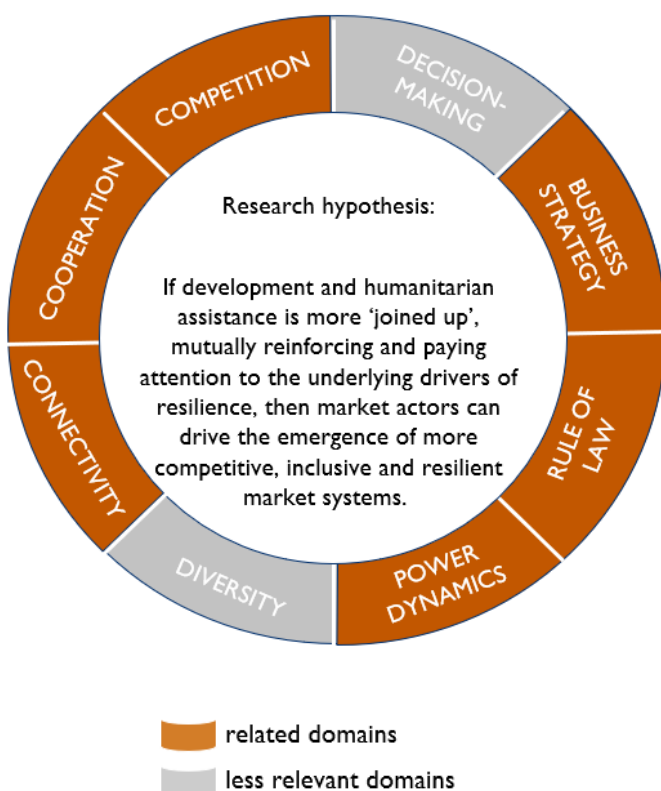 COMPETITION
DECISION-
MAKING
BUSINESS
STRATEGY
RULE OF
LAW
POWER
DYNAMICS
DIVERSITY
CONNECTIVITY
COOPERATION
Research hypothesis:
If development and humanitarian
assistance is more ‘joined up’,
mutually reinforcing and paying
attention to the underlying drivers of
resilience, then market actors can
drive the emergence of more
competitive, inclusive and resilient
market systems.
related domains
less relevant domains